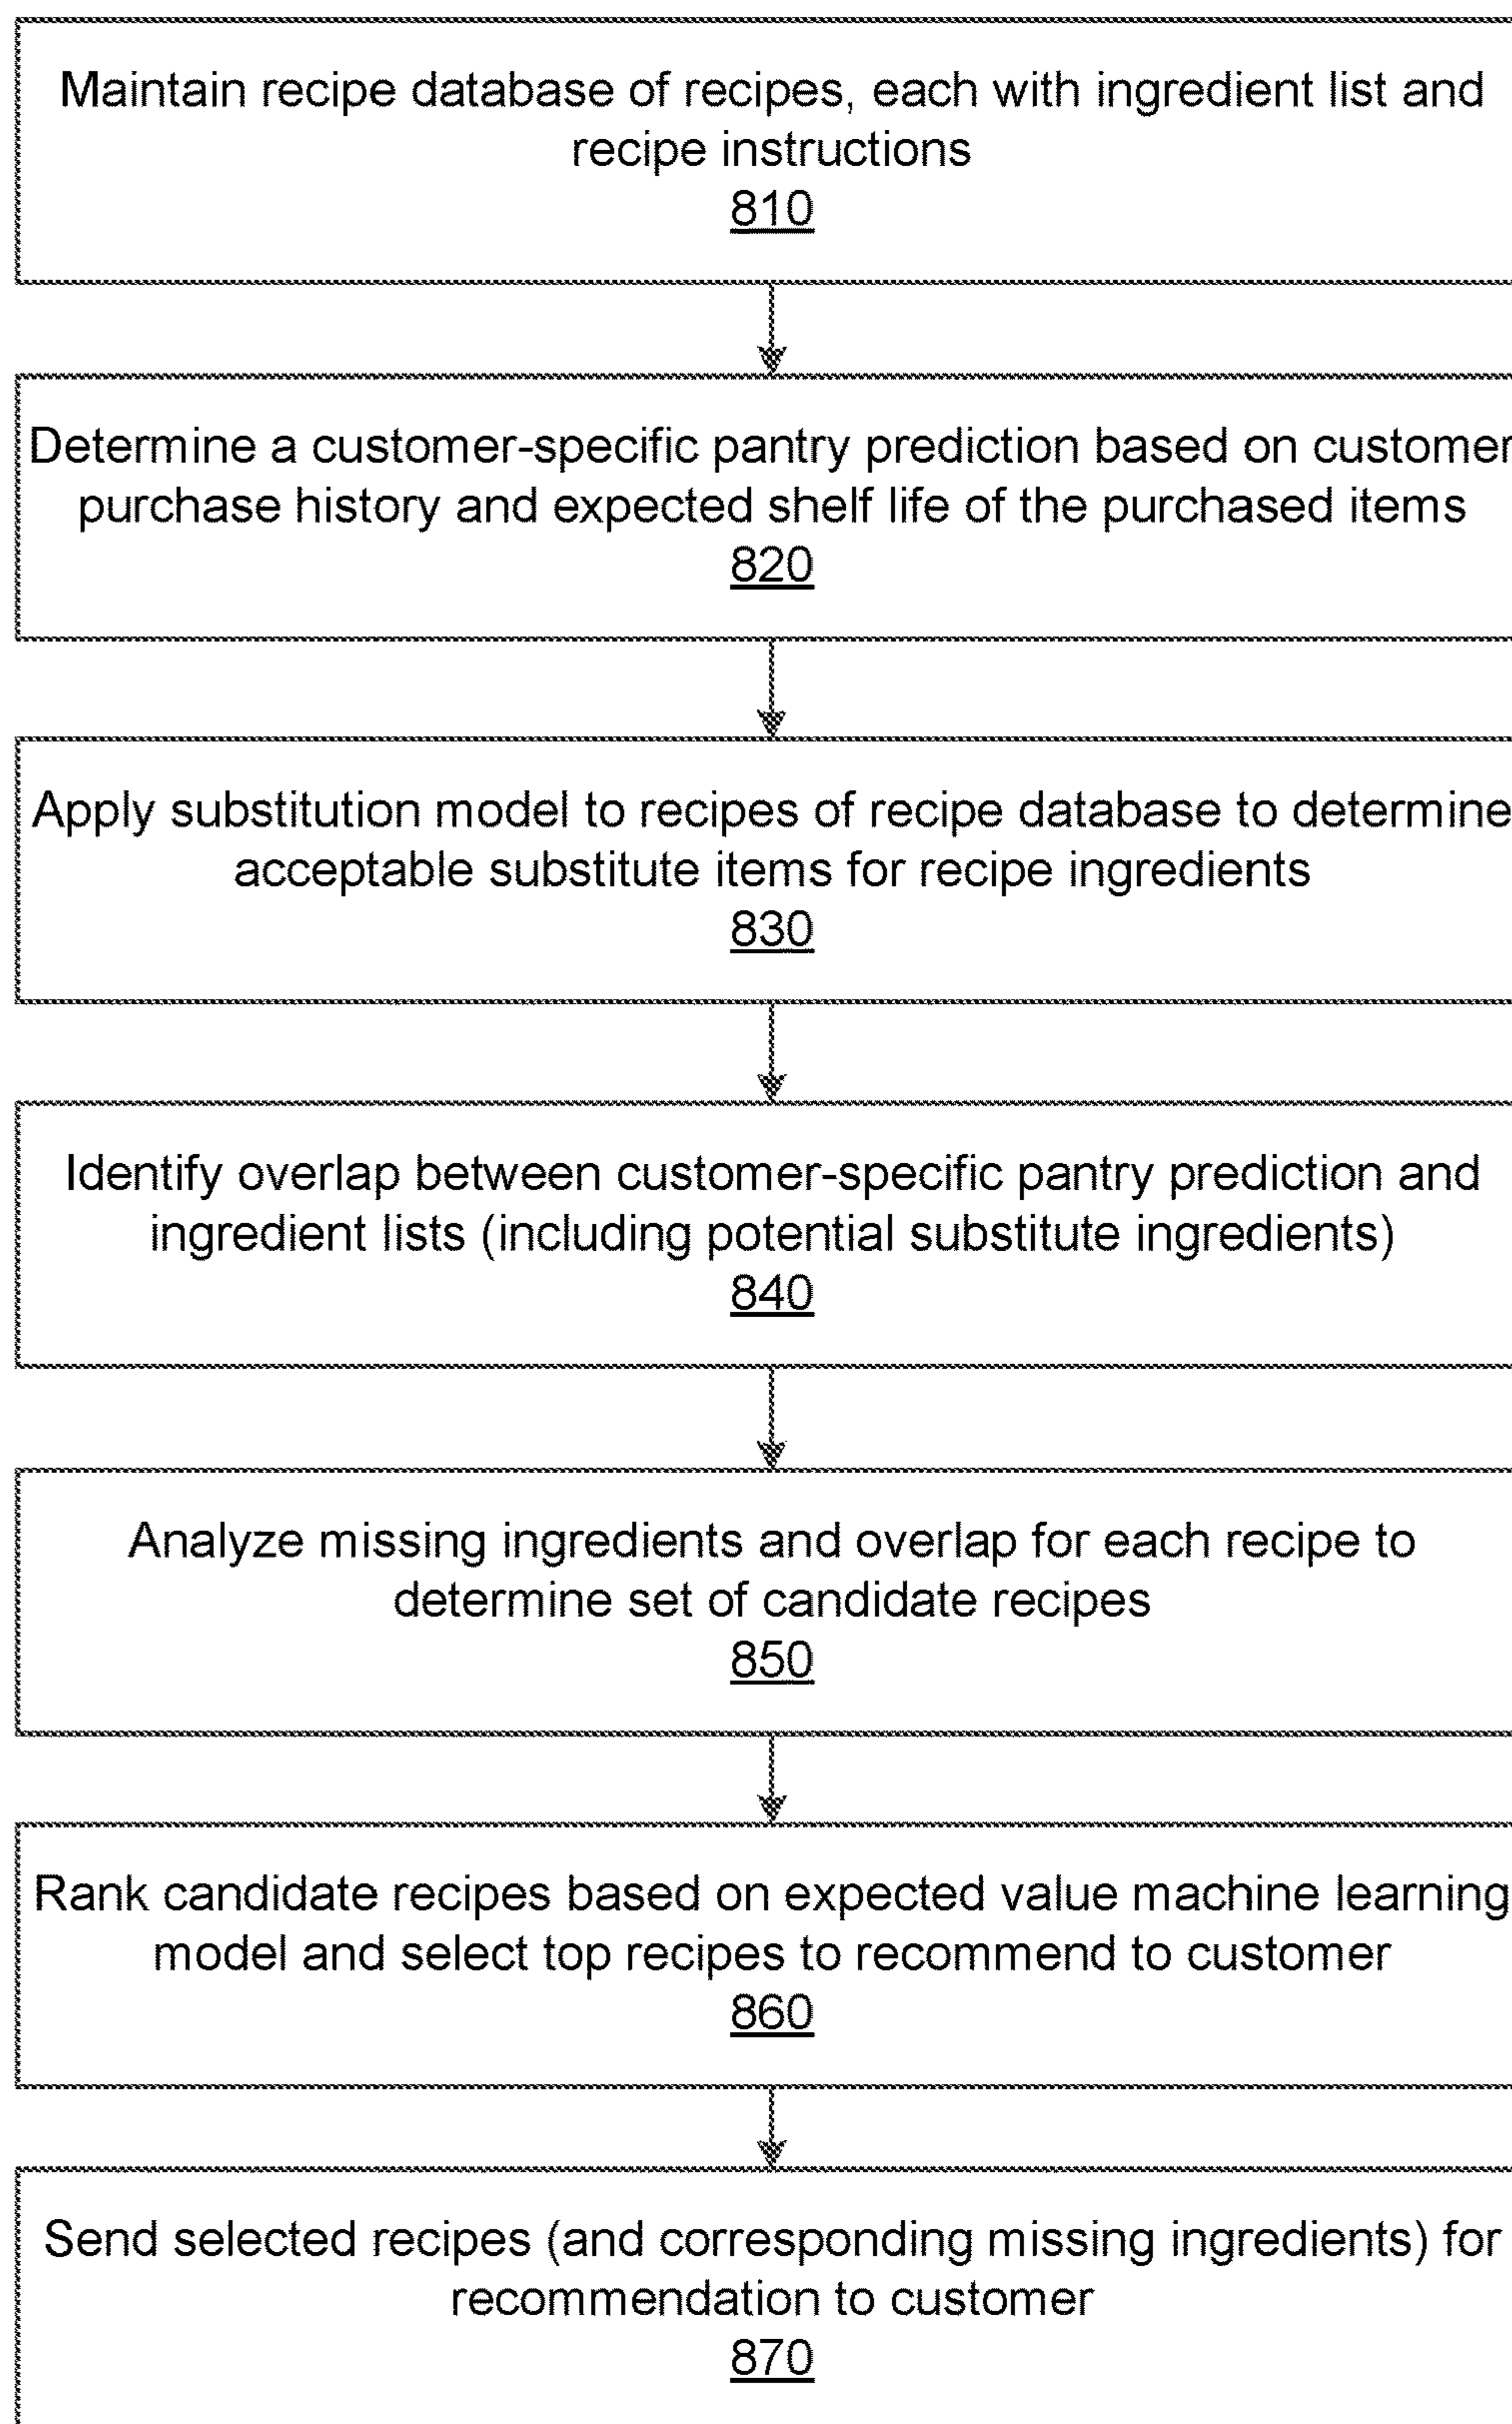 Maintain recipe database of recipes, each with ingredient list and
recipe instructions
810
Determine a customer-specific pantry prediction based on customer
purchase history and expected shelf life of the purchased items
820
Apply substitution model to recipes of recipe database to determine
acceptable substitute items for recipe ingredients
830
Identify overlap between customer-specific pantry prediction and
ingredient lists (including potential substitute ingredients)
840
Analyze missing ingredients and overlap for each recipe to
determine set of candidate recipes
850
Rank candidate recipes based on expected value machine learning
model and select top recipes to recommend to customer
860
Send selected recipes (and corresponding missing ingredients) for
recommendation to customer
870